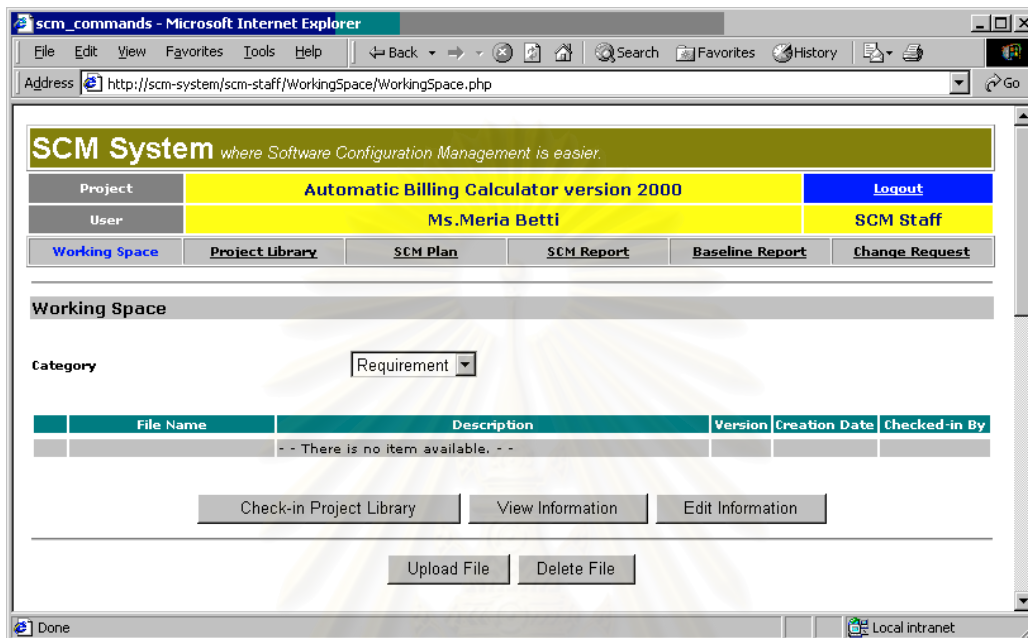 scm_commands - Microsoft Internet Explorer
File Edit View Favorites Tools Help Back Search Favorites History
Address http://scm-system/scm-staff/WorkingSpace/WorkingSpace.php Go
SCM System where Software Configuration Management is easier.
Project Automatic Billing Calculator version 2000 Logout
User Ms.Meria Betti SCM Staff
Working Space Project Library SCM Plan SCM Report Baseline Report Change Request
Working Space
Category Requirement
File Name Description Version Creation Date Checked-in By
- - There is no item available. - -
Check-in Project Library View Information Edit Information
Upload File Delete File
Done Local intranet